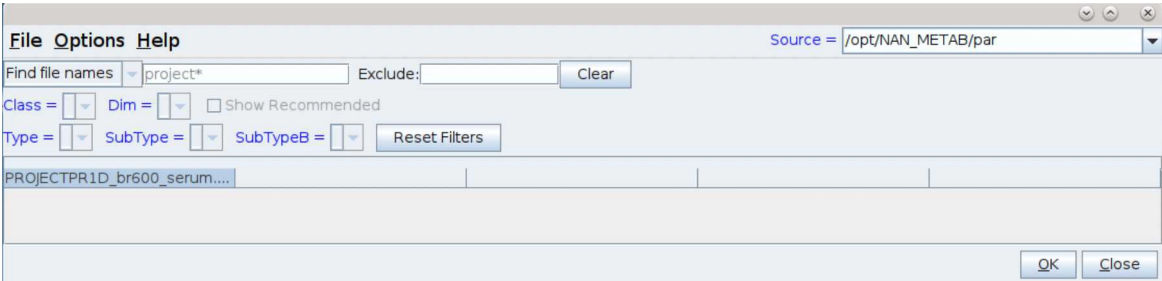 File Options Help Source = /opt/NAN_METAB/par
Find file names project* Exclude: Clear
Class = Dim = Show Recommended
Type = SubType = SubTypeB = Reset Filters
PROJECTPR1D_br600_serum....
OK Close